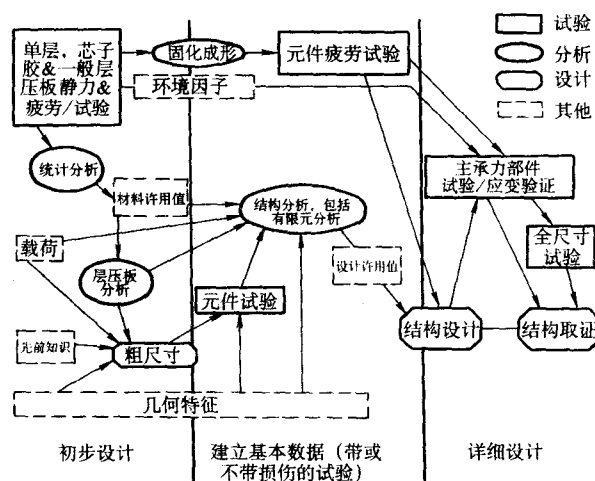 单层，芯子
胶&一般层
压板静力&
疲劳/试验
固化成形
元件疲劳试验
环境因子
试验
分析
设计
其他
统计分析
材料许用值
结构分析，包括
有限元分析
主承力部件
试验/应变验证
载荷
层压板
分析
设计许用值
全尺寸
试验
元件试验
先前知识
粗尺寸
结构设计
结构取证
几何特征
初步设计
建立基本数据（带或
不带损伤的试验）
详细设计